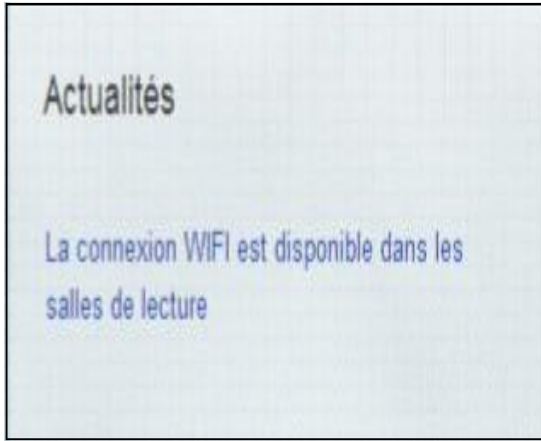 Actualités
La connexion WIFI est disponible dans les
salles de lecture